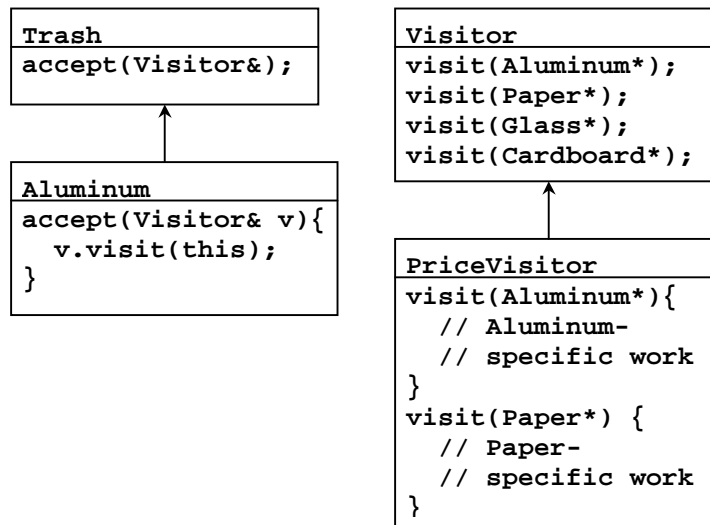 Trash
accept(Visitor&);
Aluminum
accept(Visitor& v){
v.visit(this);
}
Visitor
visit(Aluminum*);
visit(Paper*);
visit(Glass*);
visit(Cardboard*);
PriceVisitor
visit(Aluminum*){
// Aluminum-
// specific work
}
visit(Paper*) {
// Paper-
// specific work
}